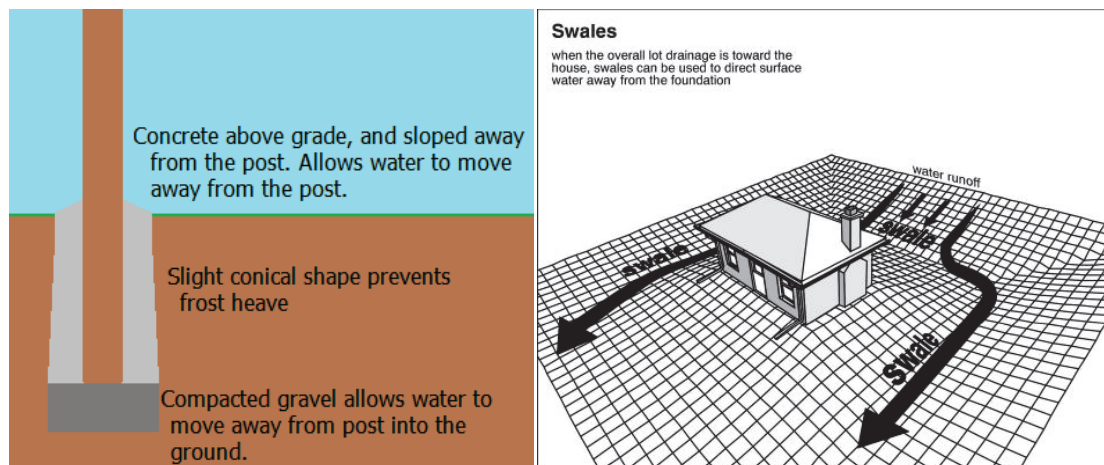 Concrete above grade, and sloped away
from the post. Allows water to move
away from the post.
Slight conical shape prevents
frost heave
Compacted gravel allows water to
move away from post into the
ground.
Swales
when the overall lot drainage is toward the
house, swales can be used to direct surface
water away from the foundation
water runoff
swale
swale
Swale